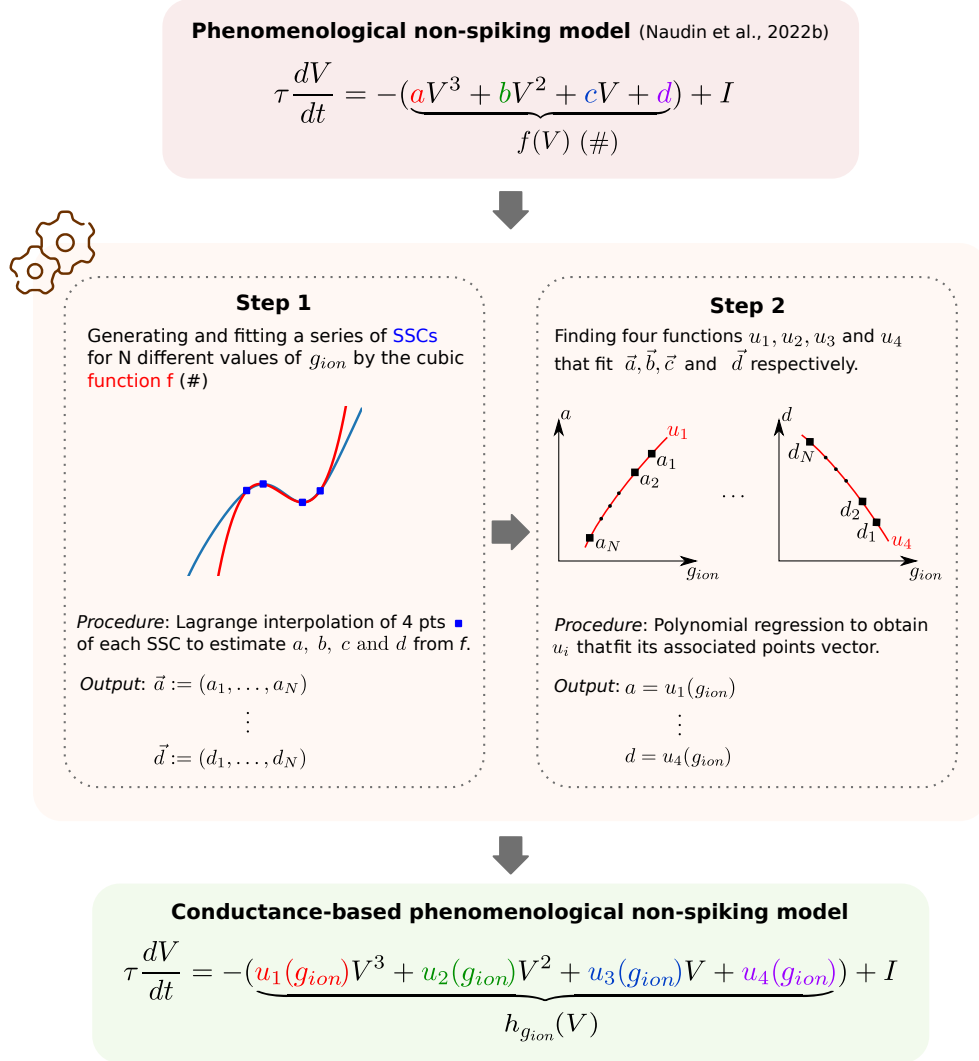 Phenomenological non-spiking model (Naudin et al., 2022b)
τ dV/dt = −(aV³ + bV² + cV + d) + I
f(V) (#)
Step 1
Generating and fitting a series of SSCs
for N different values of g_ion by the cubic
function f (#)
Procedure: Lagrange interpolation of 4 pts
of each SSC to estimate a, b, c and d from f.
Output: a⃗ := (a₁, . . . , a_N)
⋮
d⃗ := (d₁, . . . , d_N)
Step 2
Finding four functions u₁, u₂, u₃ and u₄
that fit a⃗, b⃗, c⃗ and d⃗ respectively.
a
u₁
a₁
a₂
a_N
g_ion
. . .
d
d_N
d₂
d₁
u₄
g_ion
Procedure: Polynomial regression to obtain
u_i thatfit its associated points vector.
Output: a = u₁(g_ion)
⋮
d = u₄(g_ion)
Conductance-based phenomenological non-spiking model
τ dV/dt = −(u₁(g_ion)V³ + u₂(g_ion)V² + u₃(g_ion)V + u₄(g_ion)) + I
h_{g_ion}(V)